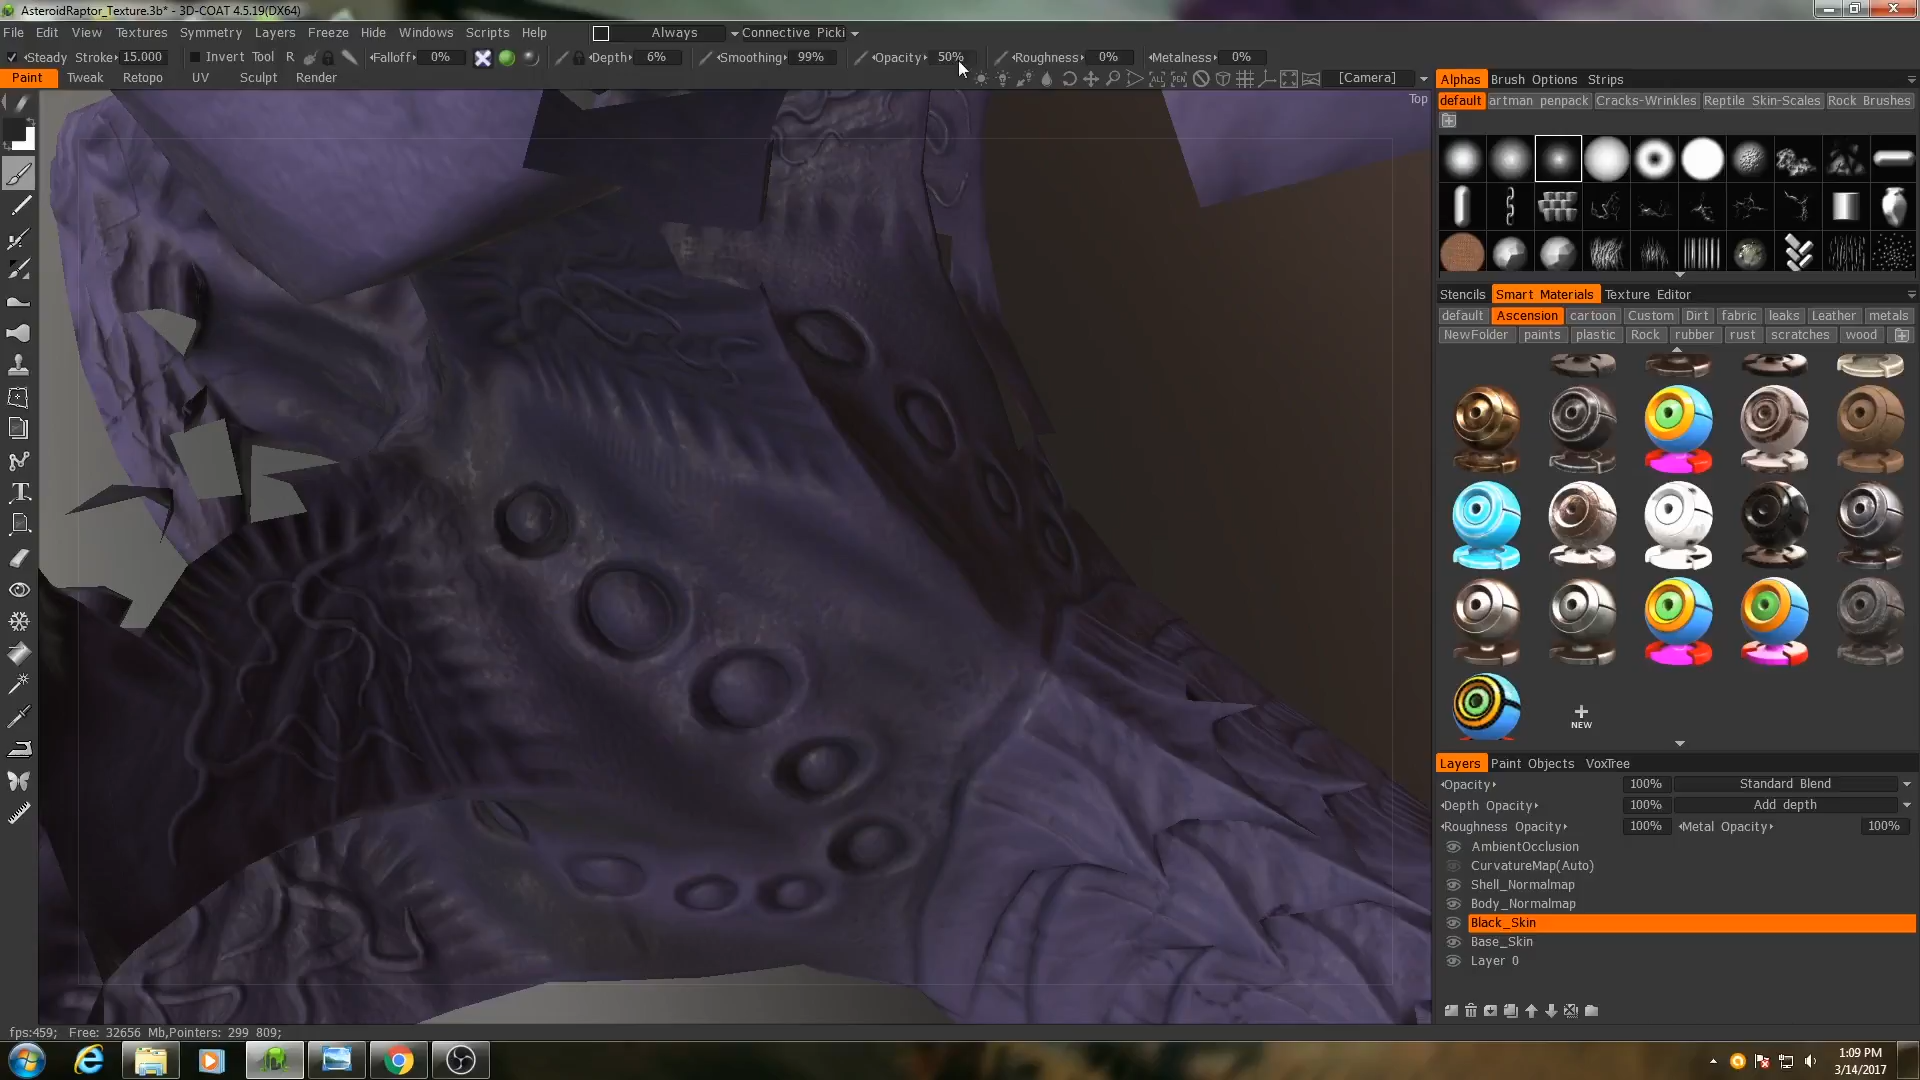 AsteroidRaptor_Texture.3b* - 3D-COAT 4.5.19(DX64)
File Edit View Textures Symmetry Layers Freeze Hide Windows Scripts Help Always Connective Picki
Steady Stroke 15.000 Invert Tool R Falloff 0% Depth 6% Smoothing 99% Opacity 50% Roughness 0% Metalness 0%
Paint Tweak Retopo UV Sculpt Render [Camera]
Top
Alphas Brush Options Strips
default artman penpack Cracks-Wrinkles Reptile Skin-Scales Rock Brushes
Stencils Smart Materials Texture Editor
default Ascension cartoon Custom Dirt fabric leaks Leather metals
NewFolder paints plastic Rock rubber rust scratches wood
NEW
Layers Paint Objects VoxTree
Opacity 100% Standard Blend
Depth Opacity 100% Add depth
Roughness Opacity 100% Metal Opacity 100%
AmbientOcclusion
CurvatureMap(Auto)
Shell_Normalmap
Body_Normalmap
Black_Skin
Base_Skin
Layer 0
fps:459; Free: 32656 Mb,Pointers: 299 809;
1:09 PM
3/14/2017